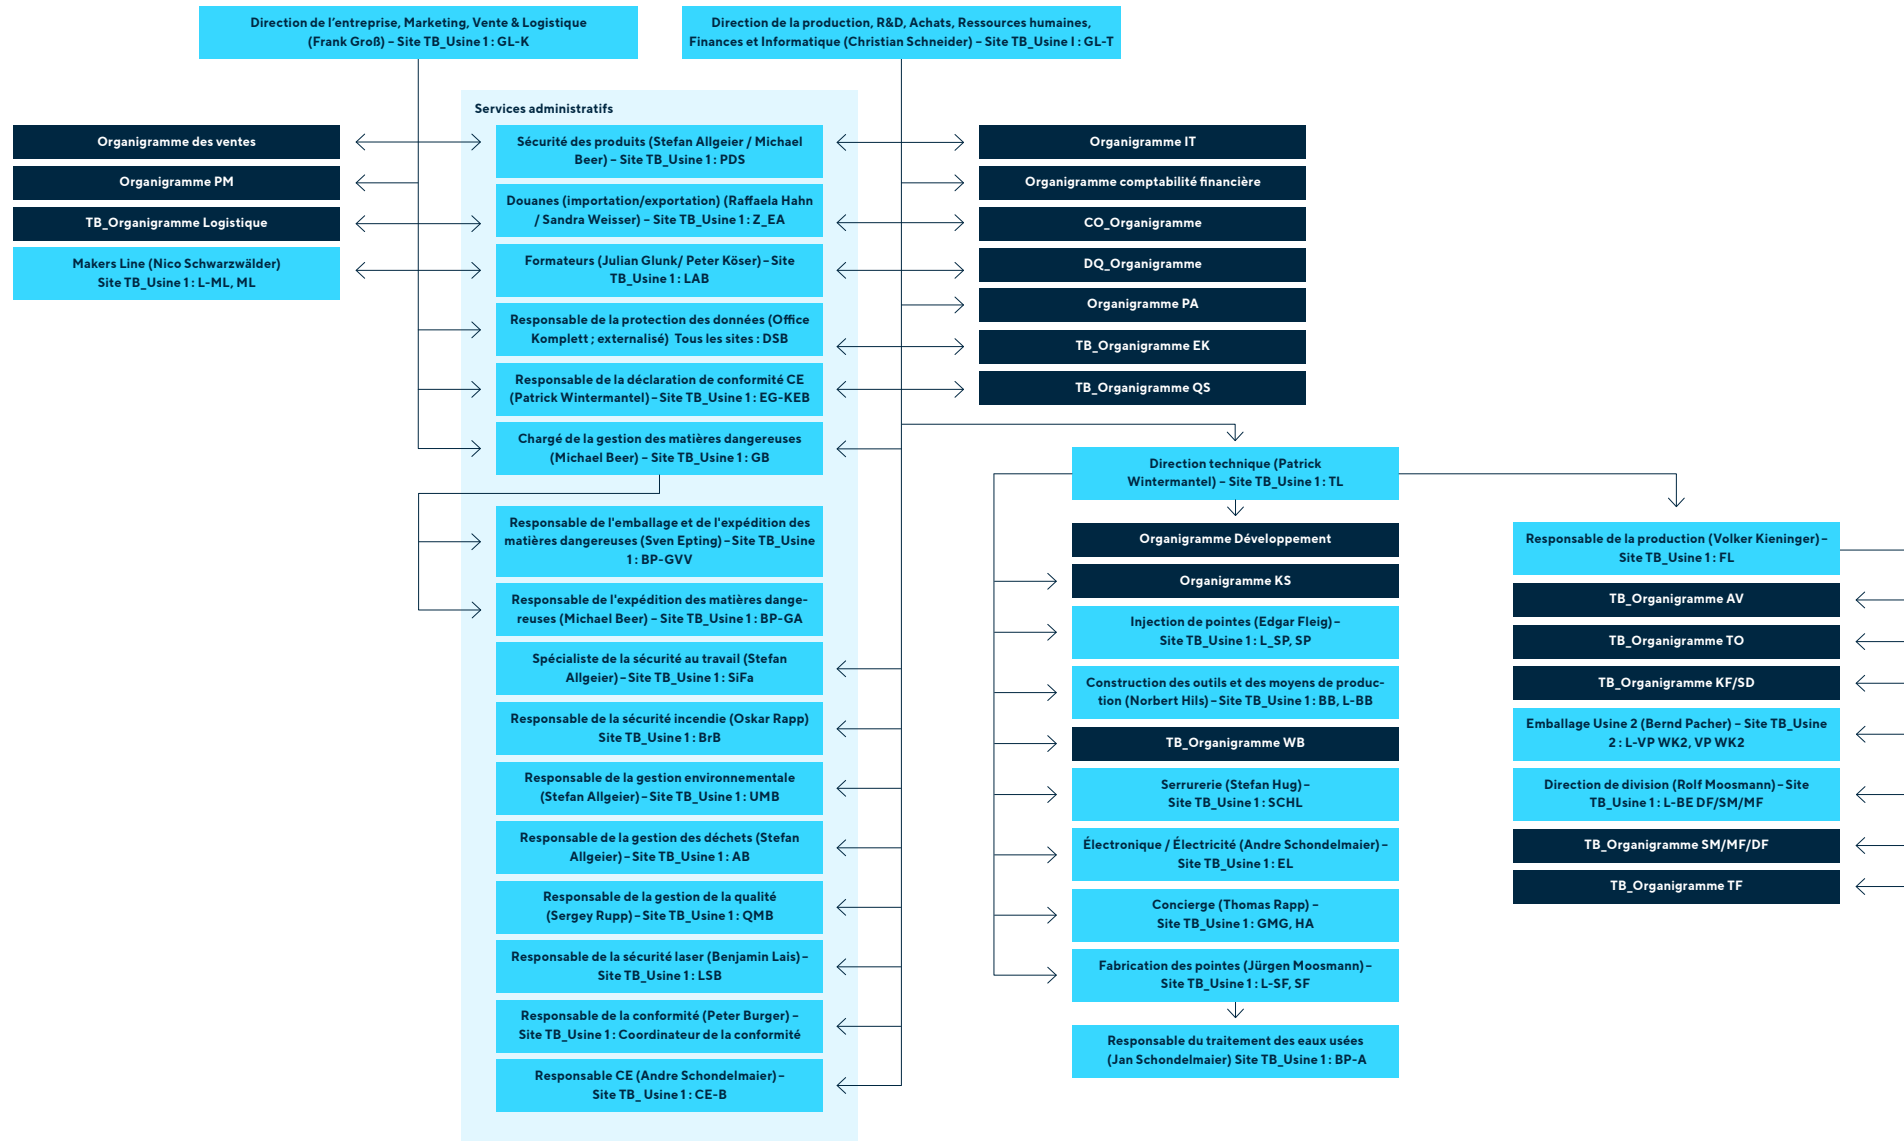 Direction de l'entreprise, Marketing, Vente & Logistique
(Frank Groß) – Site TB_Usine 1 : GL-K
Direction de la production, R&D, Achats, Ressources humaines,
Finances et Informatique (Christian Schneider) – Site TB_Usine I : GL-T
Organigramme des ventes
Organigramme PM
TB_Organigramme Logistique
Makers Line (Nico Schwarzwälder)
Site TB_Usine 1 : L-ML, ML
Services administratifs
Sécurité des produits (Stefan Allgeier / Michael
Beer) – Site TB_Usine 1 : PDS
Douanes (importation/exportation) (Raffaela Hahn
/ Sandra Weisser) – Site TB_Usine 1 : Z_EA
Formateurs (Julian Glunk/ Peter Köser) – Site
TB_Usine 1 : LAB
Responsable de la protection des données (Office
Komplett ; externalisé) Tous les sites : DSB
Responsable de la déclaration de conformité CE
(Patrick Wintermantel) – Site TB_Usine 1 : EG-KEB
Chargé de la gestion des matières dangereuses
(Michael Beer) – Site TB_Usine 1 : GB
Responsable de l'emballage et de l'expédition des
matières dangereuses (Sven Epting) – Site TB_Usine
1 : BP-GVV
Responsable de l'expédition des matières dange-
reuses (Michael Beer) – Site TB_Usine 1 : BP-GA
Spécialiste de la sécurité au travail (Stefan
Allgeier) – Site TB_Usine 1 : SiFa
Responsable de la sécurité incendie (Oskar Rapp)
Site TB_Usine 1 : BrB
Responsable de la gestion environnementale
(Stefan Allgeier) – Site TB_Usine 1 : UMB
Responsable de la gestion des déchets (Stefan
Allgeier) – Site TB_Usine 1 : AB
Responsable de la gestion de la qualité
(Sergey Rupp) – Site TB_Usine 1 : QMB
Responsable de la sécurité laser (Benjamin Lais) –
Site TB_Usine 1 : LSB
Responsable de la conformité (Peter Burger) –
Site TB_Usine 1 : Coordinateur de la conformité
Responsable CE (Andre Schondelmaier) –
Site TB_ Usine 1 : CE-B
Organigramme IT
Organigramme comptabilité financière
CO_Organigramme
DQ_Organigramme
Organigramme PA
TB_Organigramme EK
TB_Organigramme QS
Direction technique (Patrick
Wintermantel) – Site TB_Usine 1 : TL
Organigramme Développement
Organigramme KS
Injection de pointes (Edgar Fleig) –
Site TB_Usine 1 : L_SP, SP
Construction des outils et des moyens de produc-
tion (Norbert Hils) – Site TB_Usine 1 : BB, L-BB
TB_Organigramme WB
Serrurerie (Stefan Hug) –
Site TB_Usine 1 : SCHL
Électronique / Électricité (Andre Schondelmaier) –
Site TB_Usine 1 : EL
Concierge (Thomas Rapp) –
Site TB_Usine 1 : GMG, HA
Fabrication des pointes (Jürgen Moosmann) –
Site TB_Usine 1 : L-SF, SF
Responsable du traitement des eaux usées
(Jan Schondelmaier) Site TB_Usine 1 : BP-A
Responsable de la production (Volker Kieninger) –
Site TB_Usine 1 : FL
TB_Organigramme AV
TB_Organigramme TO
TB_Organigramme KF/SD
Emballage Usine 2 (Bernd Pacher) – Site TB_Usine
2 : L-VP WK2, VP WK2
Direction de division (Rolf Moosmann) – Site
TB_Usine 1 : L-BE DF/SM/MF
TB_Organigramme SM/MF/DF
TB_Organigramme TF